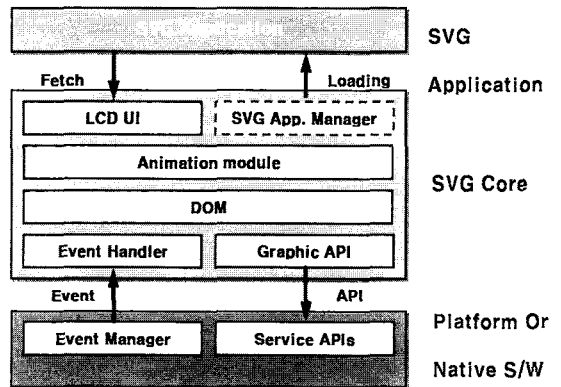 SVG
Fetch
Loading
Application
LCD UI
SVG App. Manager
Animation module
SVG Core
DOM
Event Handler
Graphic API
Event
API
Platform Or
Event Manager
Service APIs
Native S/W